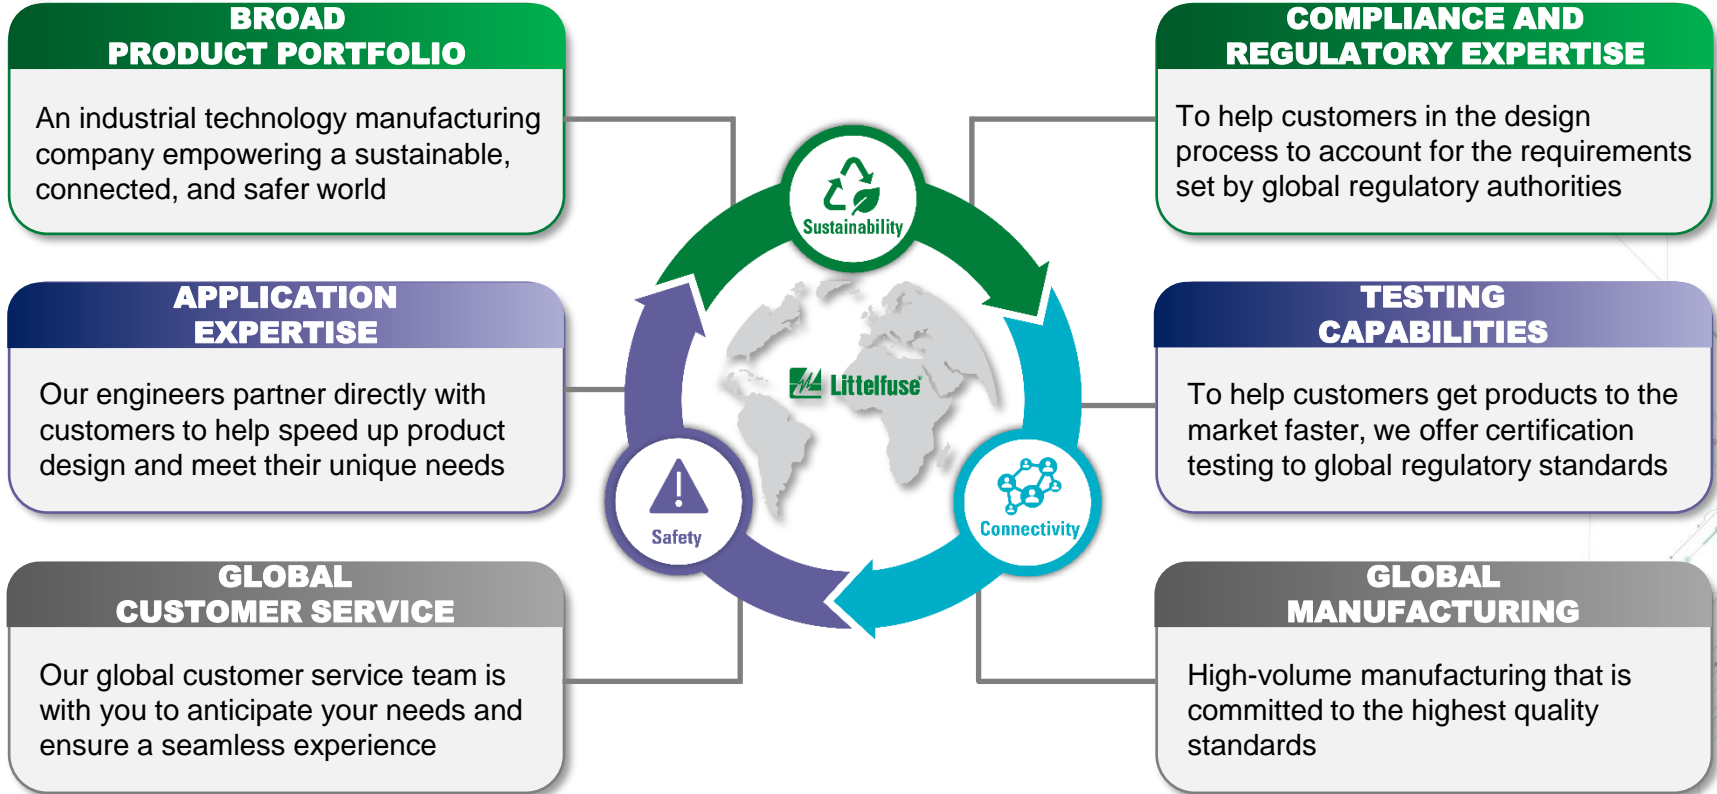 BROAD
PRODUCT PORTFOLIO
An industrial technology manufacturing
company empowering a sustainable,
connected, and safer world
COMPLIANCE AND
REGULATORY EXPERTISE
To help customers in the design
process to account for the requirements
set by global regulatory authorities
Sustainability
APPLICATION
EXPERTISE
Our engineers partner directly with
customers to help speed up product
design and meet their unique needs
Littelfuse®
TESTING
CAPABILITIES
To help customers get products to the
market faster, we offer certification
testing to global regulatory standards
Safety
Connectivity
GLOBAL
CUSTOMER SERVICE
Our global customer service team is
with you to anticipate your needs and
ensure a seamless experience
GLOBAL
MANUFACTURING
High-volume manufacturing that is
committed to the highest quality
standards